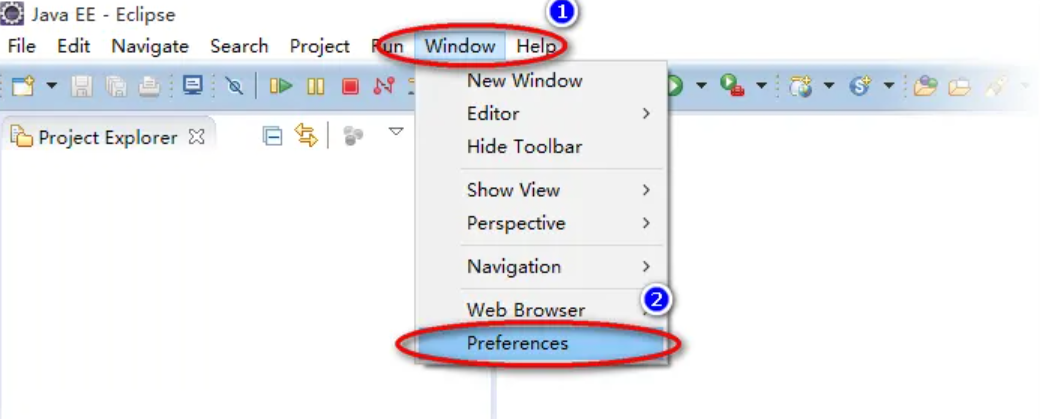 Java EE - Eclipse
1
File Edit Navigate Search Project Run Window Help
New Window
Editor
Hide Toolbar
Project Explorer
Show View
Perspective
Navigation
2
Web Browser
Preferences